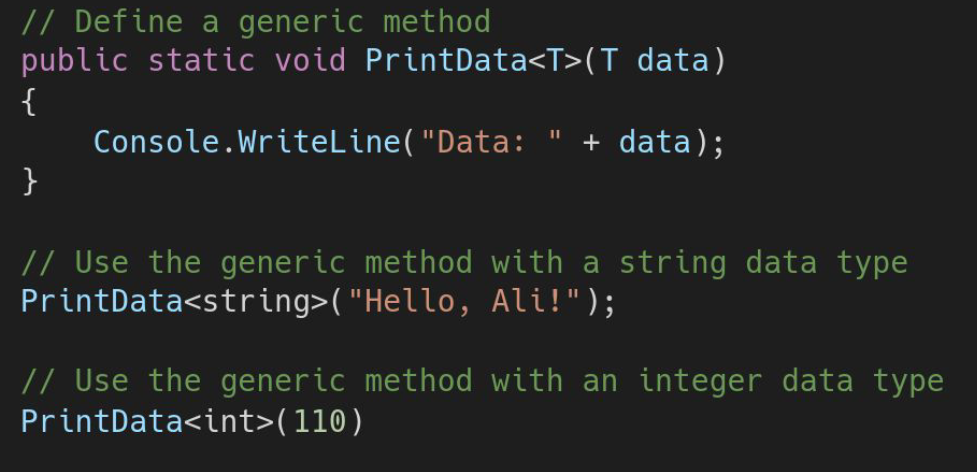 // Define a generic method
public static void PrintData<T>(T data)
{
    Console.WriteLine("Data: " + data);
}
// Use the generic method with a string data type
PrintData<string>("Hello, Ali!");
// Use the generic method with an integer data type
PrintData<int>(110)